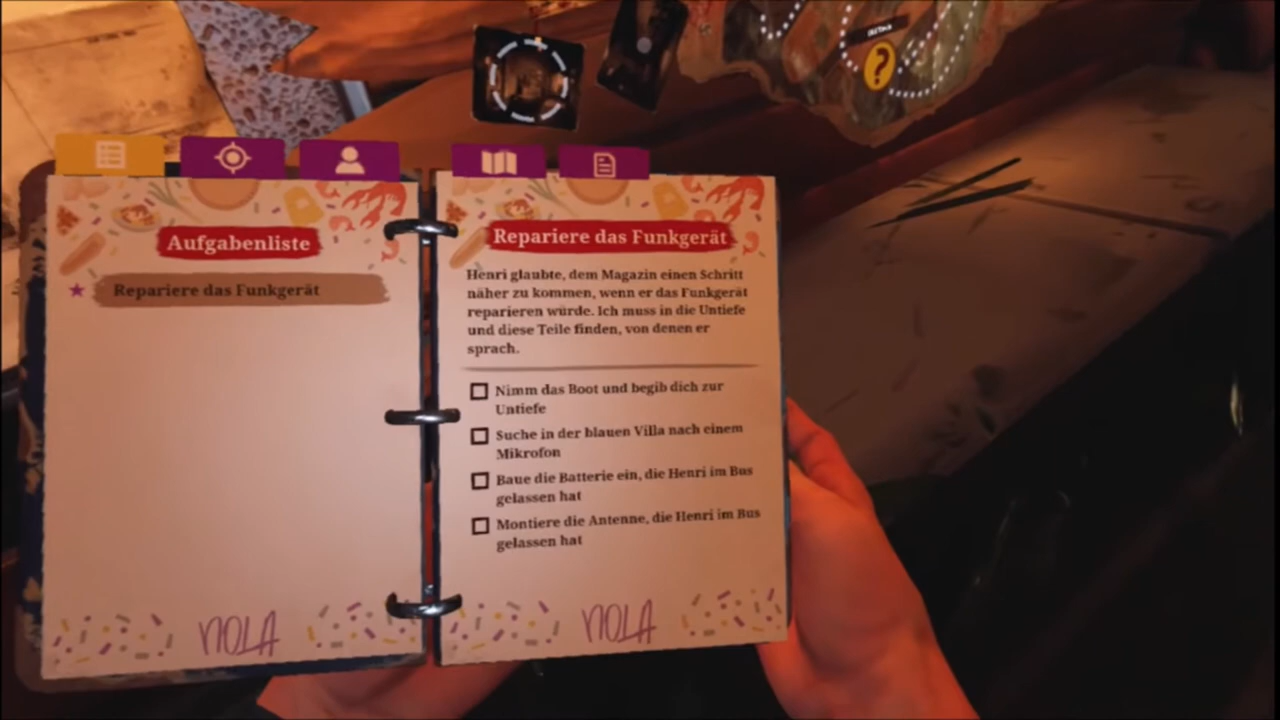 Aufgabenliste
Repariere das Funkgerät
NOLA
Repariere das Funkgerät
Henri glaubte, dem Magazin einen Schritt
näher zu kommen, wenn er das Funkgerät
reparieren würde. Ich muss in die Untiefe
und diese Teile finden, von denen er
sprach.
Nimm das Boot und begib dich zur
Untiefe
Suche in der blauen Villa nach einem
Mikrofon
Baue die Batterie ein, die Henri im Bus
gelassen hat
Montiere die Antenne, die Henri im Bus
gelassen hat
NOLA
?